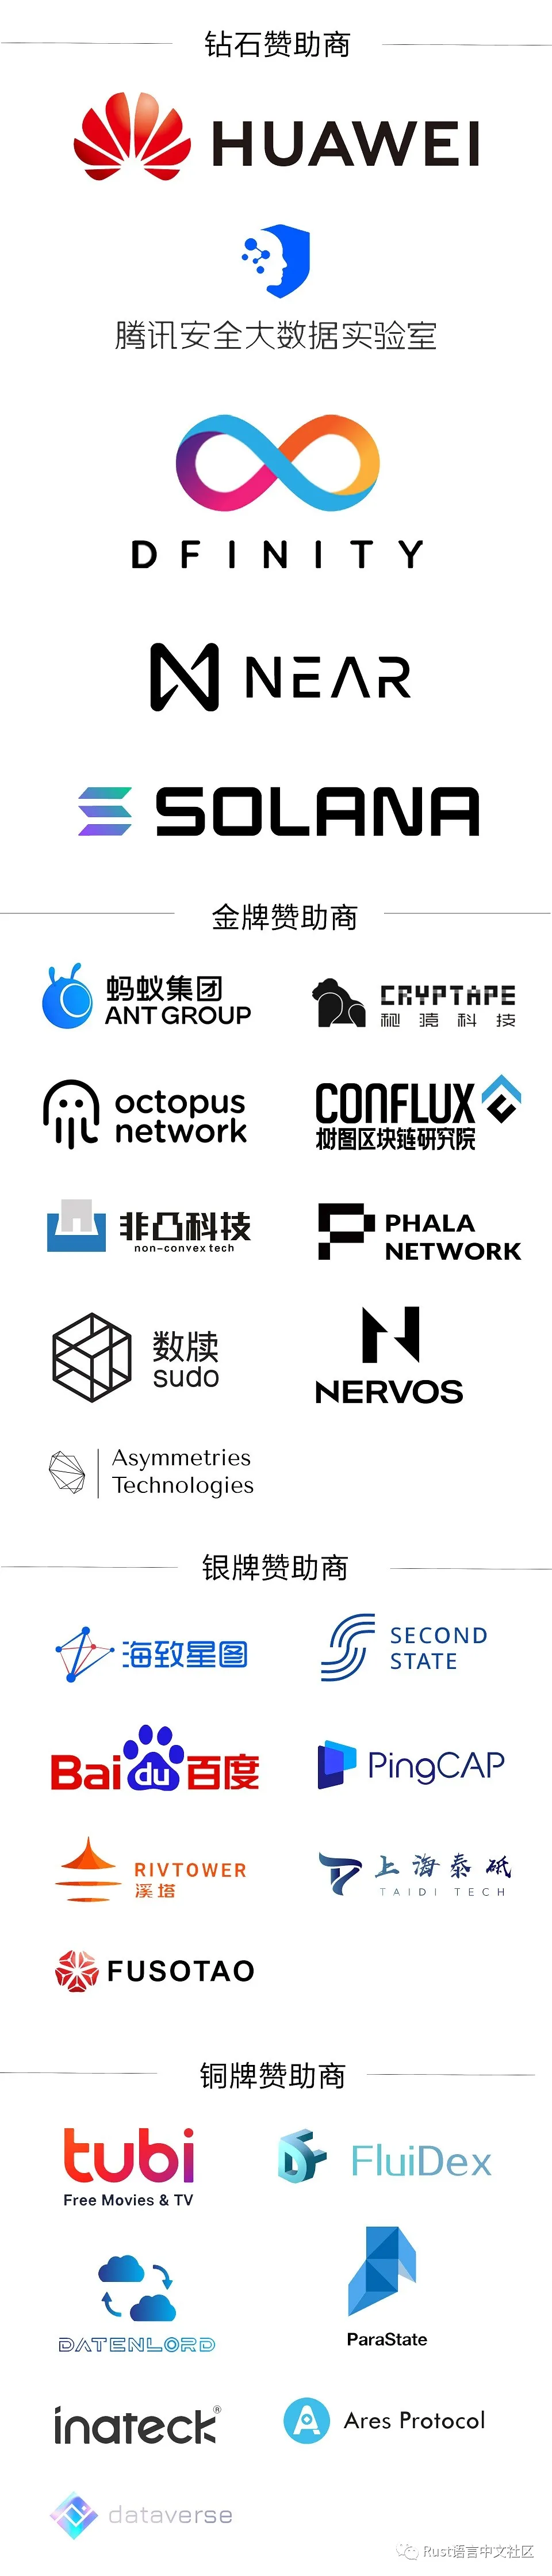 钻石赞助商
HUAWEI
腾讯安全大数据实验室
DFINITY
NEAR
SOLANA
金牌赞助商
蚂蚁集团
ANT GROUP
CRYPTAPE
秘猿科技
octopus
network
CONFLUX
树图区块链研究院
非凸科技
non-convex tech
PHALA
NETWORK
数牍
sudo
NERVOS
Asymmetries
Technologies
银牌赞助商
海致星图
SECOND
STATE
Bai du 百度
PingCAP
RIVTOWER
溪塔
上海泰砥
TAIDI TECH
FUSOTAO
铜牌赞助商
tubi
Free Movies & TV
FluiDex
DATENLORD
ParaState
inateck®
Ares Protocol
dataverse
Rust语言中文社区